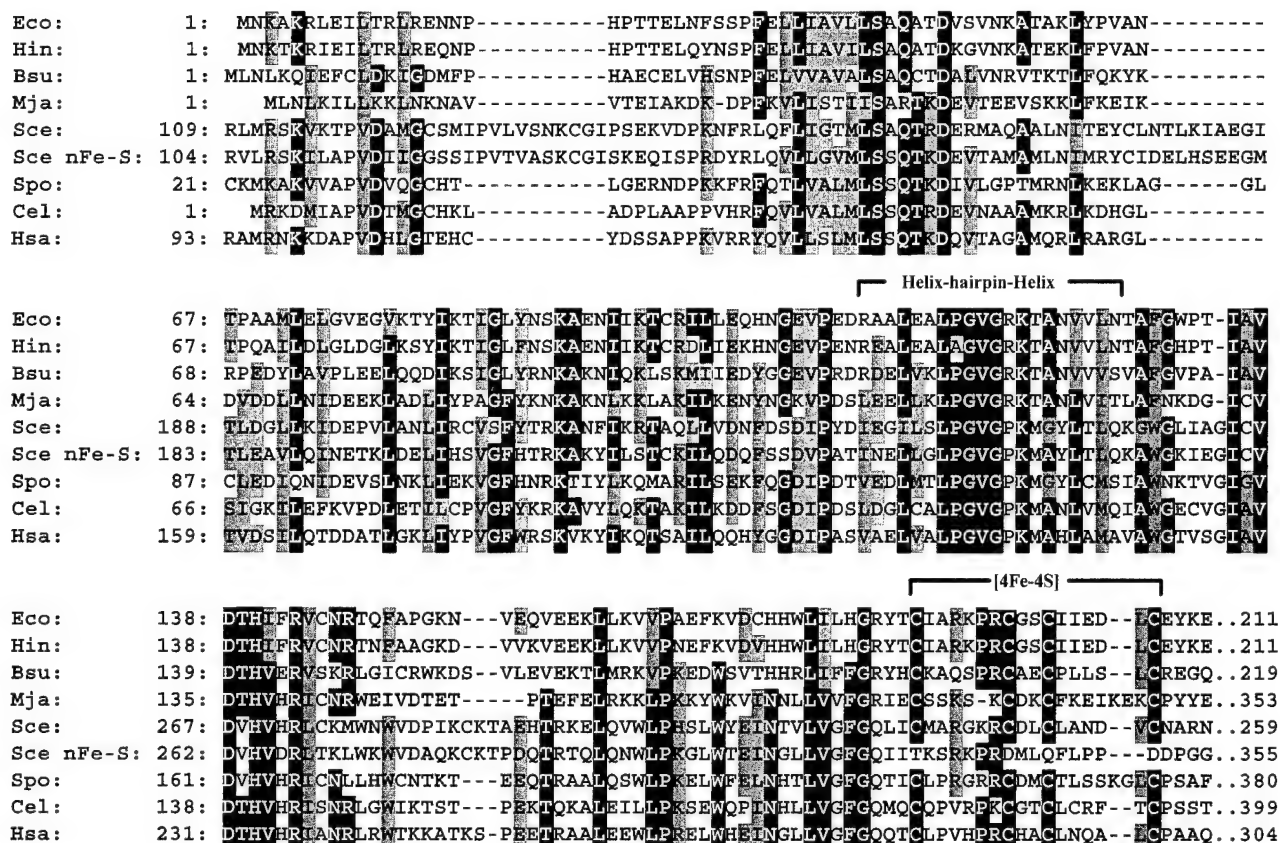 Eco: 1: MNKAKRLEILTRLRENNP----------HPTTELNFSSPFELLIAVLLSAQATDVSVNKATAKLYPVAN---------
Hin: 1: MNKTKRIEILTRLREQNP----------HPTTELQYNSPFELLIAVILSAQATDKGVNKATEKLFPVAN---------
Bsu: 1: MLNLKQIEFCLDKIGDMFP----------HAECELVHSNPFELVVAVALSAQCTDALVNRVTKTLFQKYK---------
Mja: 1: MLNLKILLKKLNKNAV----------VTEIAKDK-DPFKVLISTIISARTKDEVTEEVSKKLFKEIK---------
Sce: 109: RLMRSKVKTPVDAMGCSMIPVLVSNKCGIPSEKVDPKNFRLQFLIGTMLSAQTRDERMAQAALNITEYCLNTLKIAEGI
Sce nFe-S: 104: RVLRSKILAPVDIIGGSSIPVTVASKCGISKEQISPRDYRLQVLLGVMLSSQTKDEVTAMAMLNIMRYCIDELHSEEGM
Spo: 21: CKMKAKVVAPVDVQGCHT----------LGERNDPKKFRFQTLVALMLSSQTKDIVLGPTMRNLKEKLAG-------GL
Cel: 1: MRKDMIAPVDTMGCHKL----------ADPLAAPPVHRFQVLVALMLSSQTRDEVNAAAMKRLKDHGL---------
Hsa: 93: RAMRNKKDAPVDHLGTEHC----------YDSSAPPKVRRYQVLLSLMLSSQTKDQVTAGAMQRLRARGL---------
Helix-hairpin-Helix
Eco: 67: TPAAMLELGVEGVKTYIKTIGLYNSKAENIIKTCRILLEQHNGEVPEDRAALEALPGVGRKTANVVLNTAFGWPT-IAV
Hin: 67: TPQAILDLGLDGLKSYIKTIGLFNSKAENIIKTCRDLIEKHNGEVPENREALEALAGVGRKTANVVLNTAFGHPT-IAV
Bsu: 68: RPEDYLAVPLEELQQDIKSIGLYRNKAKNIQKLSKMIIEDYGGEVPRDRDELVKLPGVGRKTANVVVSVAFGVPA-IAV
Mja: 64: DVDDLLNIDEEKLADLIYPAGFYKNKAKNLKKLAKILKENYNGKVPDSLEELLKLPGVGRKTANLVITLAFNKDG-ICV
Sce: 188: TLDGLLKIDEPVLANLIRCVSFYTRKANFIKRTAQLLVDNFDSDIPYDIEGILSLPGVGPKMGYLTLQKGWGLIAGICV
Sce nFe-S: 183: TLEAVLQINETKLDELIHSVGFHTRKAKYILSTCKILQDQFSSDVPATINELLGLPGVGPKMAYLTLQKAWGKIEGICV
Spo: 87: CLEDIQNIDEVSLNKLIEKVGFHNRKTIYLKQMARILSEKFQGDIPDTVEDLMTLPGVGPKMGYLCMSIAWNKTVGIGV
Cel: 66: SIGKILEFKVPDLETILCPVGFYKRKAVYLQKTAKILKDDFSGDIPDSLDGLCALPGVGPKMANLVMQIAWGECVGIAV
Hsa: 159: TVDSILQTDDATLGKLIYPVGFWRSKVKYIKQTSAILQQHYGGDIPASVAELVALPGVGPKMAHLAMAVAWGTVSGIAV
[4Fe-4S]
Eco: 138: DTHIFRVCNRTQFAPGKN---VEQVEEKLLKVVPAEFKVDCHHWLILHGRYTCIARKPRCGSCIIED--LCEYKE..211
Hin: 138: DTHIFRVCNRTNFAAGKD---VVKVEEKLLKVVPNEFKVDVHHWLILHGRYTCIARKPRCGSCIIED--LCEYKE..211
Bsu: 139: DTHVERVSKRLGICRWKDS--VLEVEKTLMRKVPKEDWSVTHHRLIFFGRYHCKAQSPRCAECPLLS--LCREGQ..219
Mja: 135: DTHVHRICNRWEIVDTET----PTEFELRKKLPKKYWKVINNLLVVFGRIECSSKS-KCDKCFKEIKEKCPYYE..353
Sce: 267: DVHVHRLCKMWNWVDPIKCKTAEHTRKELQVWLPHSLWYEINTVLVGFGQLICMARGKRCDLCLAND--VCNARN..259
Sce nFe-S: 262: DVHVDRLTKLWKWVDAQKCKTPDQTRTQLQNWLPKGLWTEINGLLVGFGQIITKSRKPRDMLQFLPP--DDPGG..355
Spo: 161: DVHVHRICNLLHWCNTKT----EEQTRAALQSWLPKELWFELNHTLVGFGQTICLPRGRRCDMCTLSSKGLCPSAF..380
Cel: 138: DTHVHRISNRLGWIKTST---PEKTQKALEILLPKSEWQPINHLLVGFGQMQCQPVRPKCGTCLCRF--TCPSST..399
Hsa: 231: DTHVHRIANRLRWTKKATKS-PEETRAALEEWLPRELWHEINGLLVGFGQQTCLPVHPRCHACLNQA--LCPAAQ..304